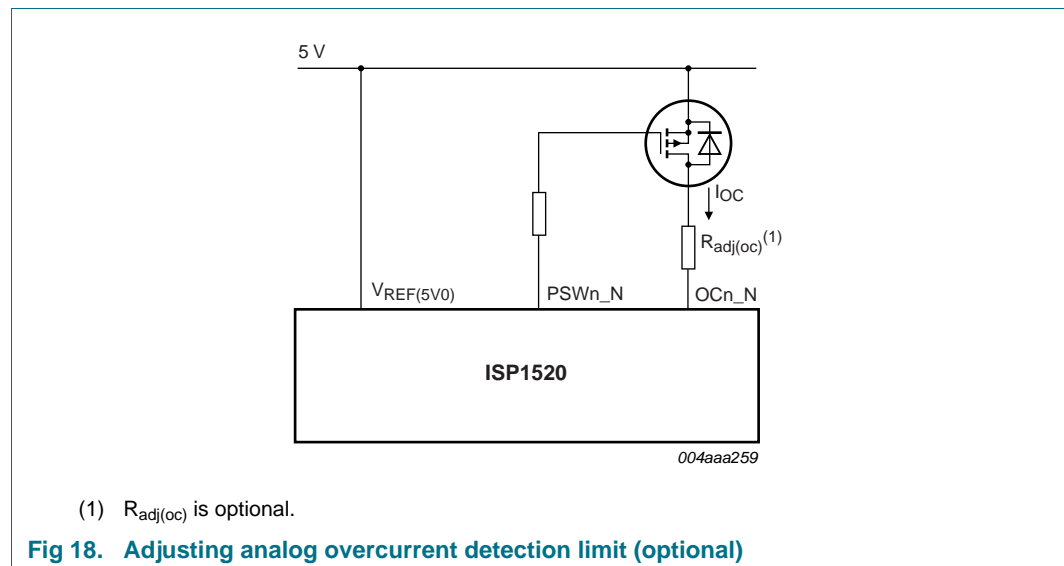 5 V
IOC
Radj(oc)(1)
VREF(5V0) PSWn_N OCn_N
ISP1520
004aaa259
(1) Radj(oc) is optional.
Fig 18. Adjusting analog overcurrent detection limit (optional)